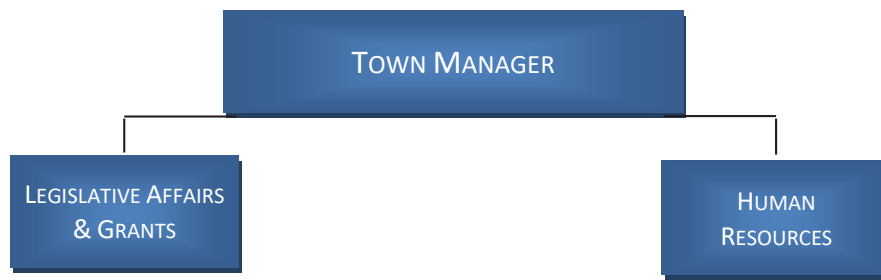 TOWN MANAGER
LEGISLATIVE AFFAIRS
& GRANTS
HUMAN
RESOURCES